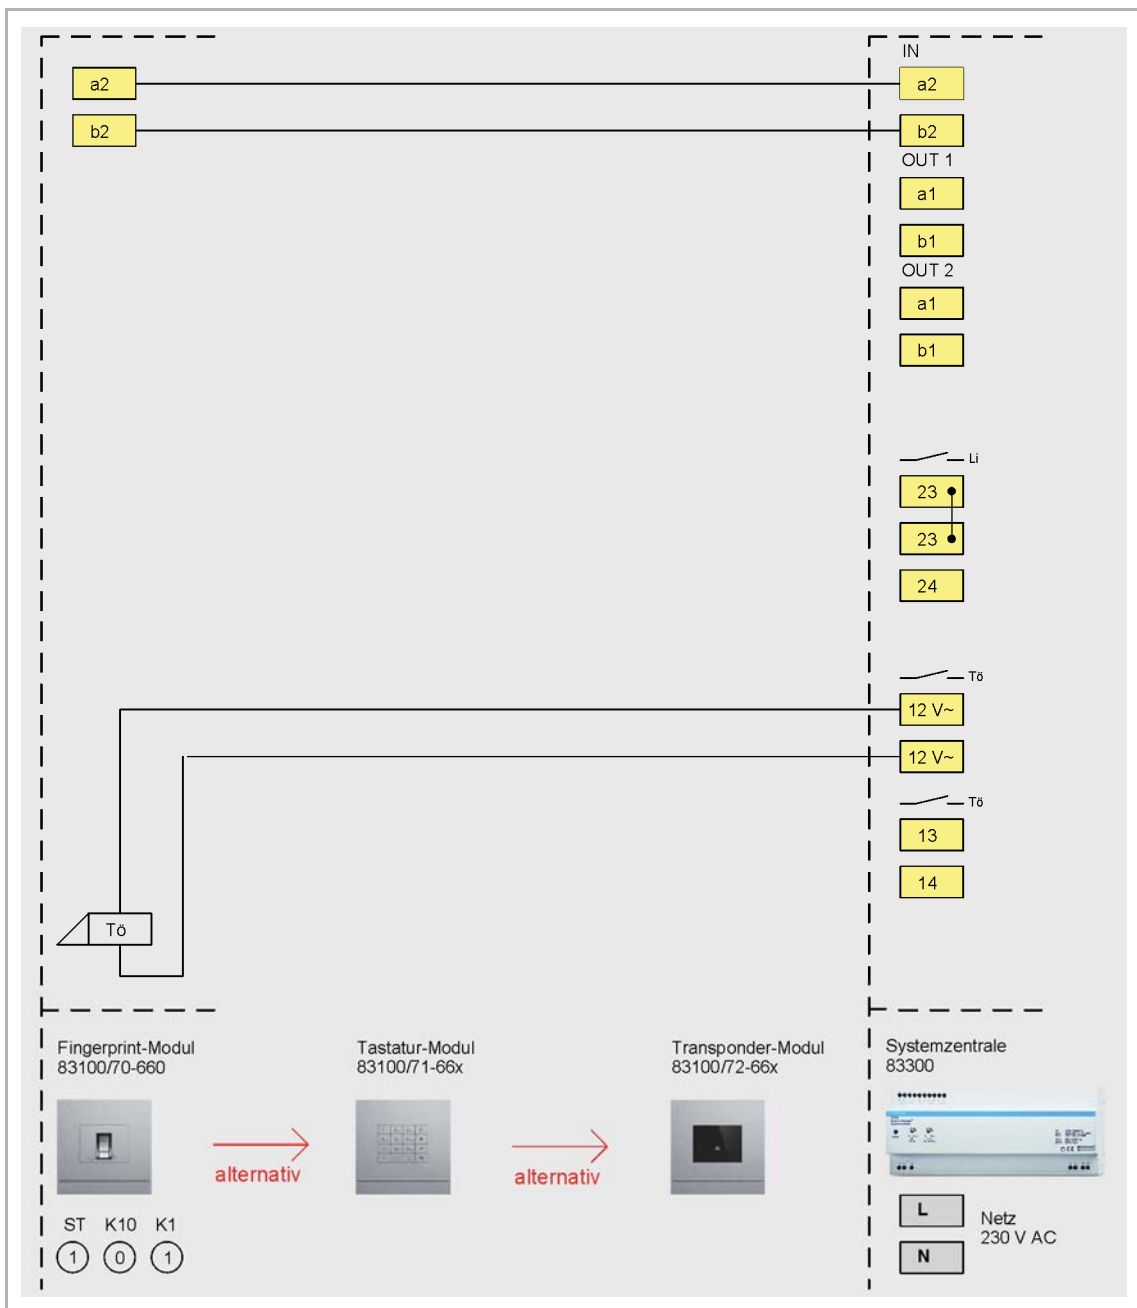 IN
a2
a2
b2
b2
OUT 1
a1
b1
OUT 2
a1
b1
Li
23
23
24
Tö
12 V~
12 V~
Tö
13
14
Tö
Fingerprint-Modul
83100/70-660
Tastatur-Modul
83100/71-66x
Transponder-Modul
83100/72-66x
Systemzentrale
83300
alternativ
alternativ
ST K10 K1
1 0 1
L
N
Netz
230 V AC